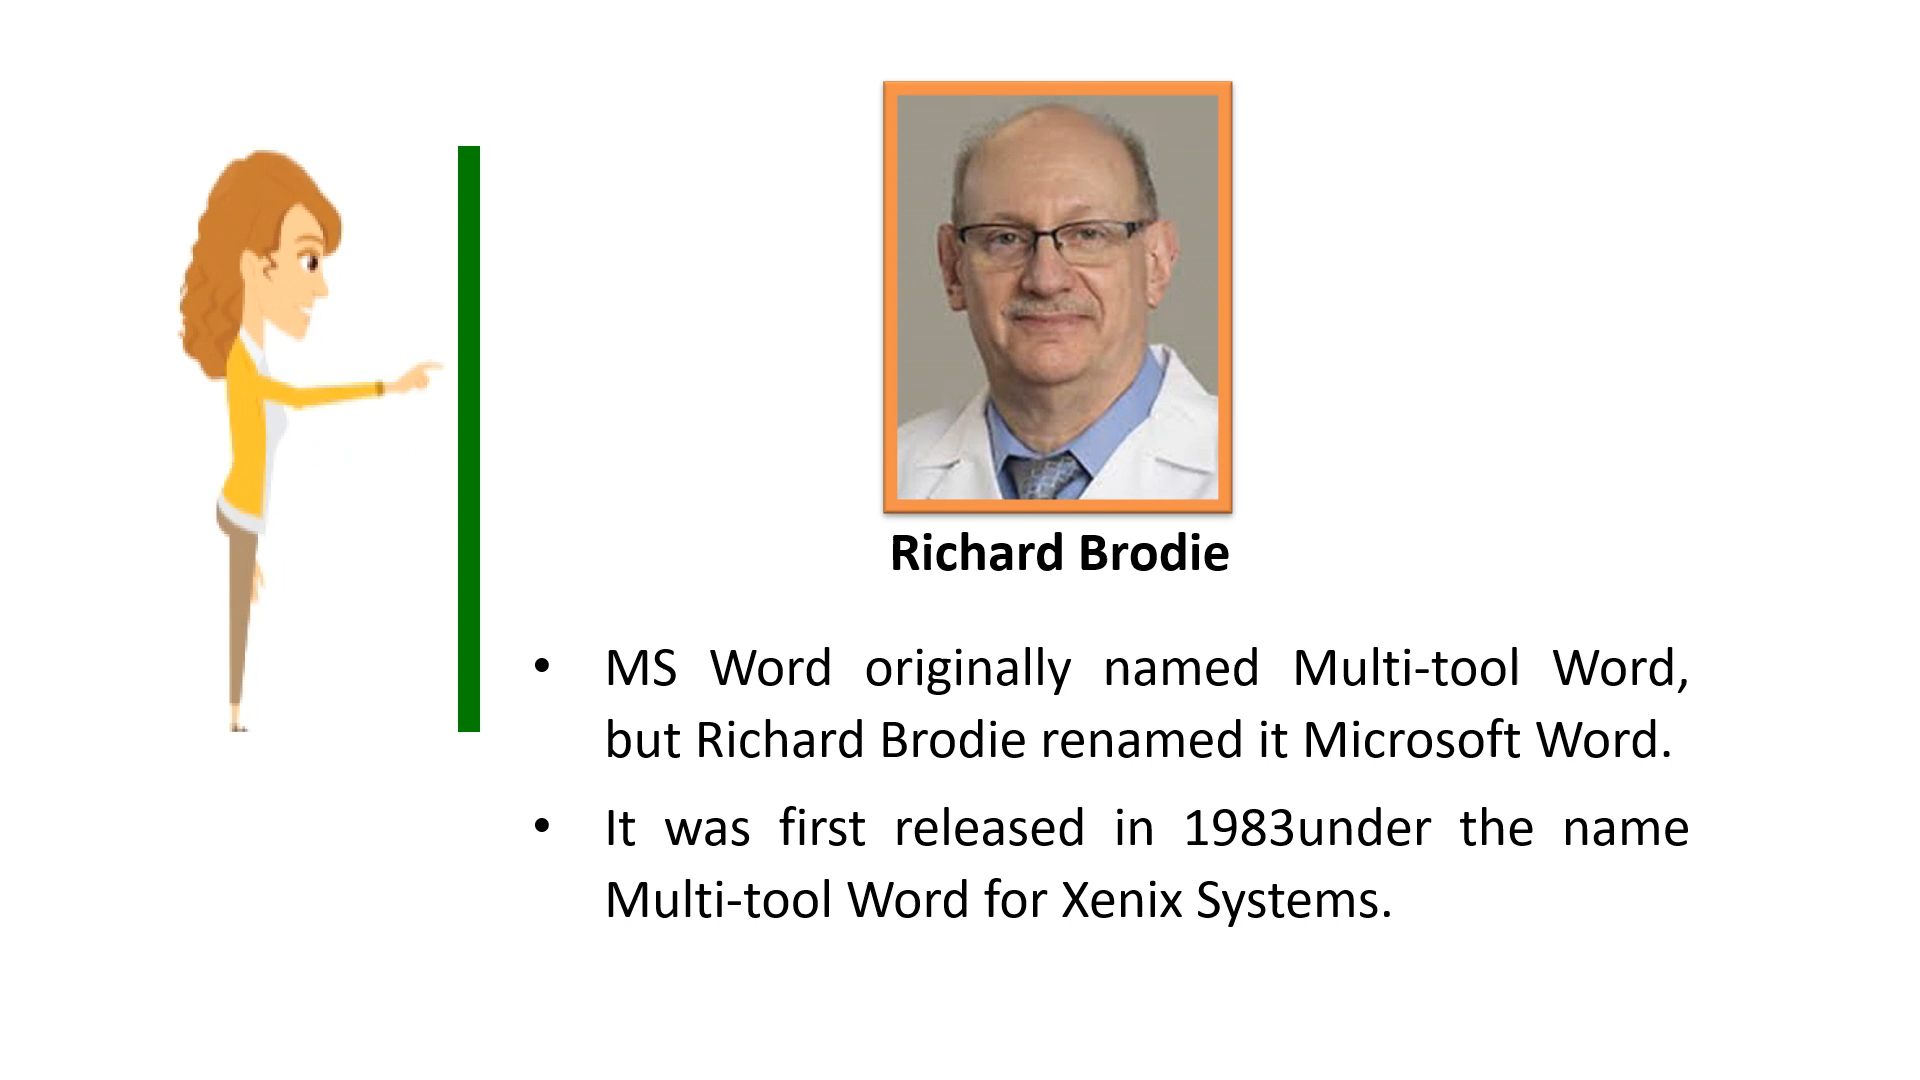 Richard Brodie
• MS Word originally named Multi-tool Word,
but Richard Brodie renamed it Microsoft Word.
• It was first released in 1983under the name
Multi-tool Word for Xenix Systems.